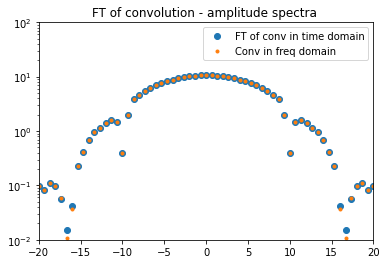 FT of convolution - amplitude spectra
FT of conv in time domain
Conv in freq domain
10²
10¹
10⁰
10⁻¹
10⁻²
−20 −15 −10 −5 0 5 10 15 20